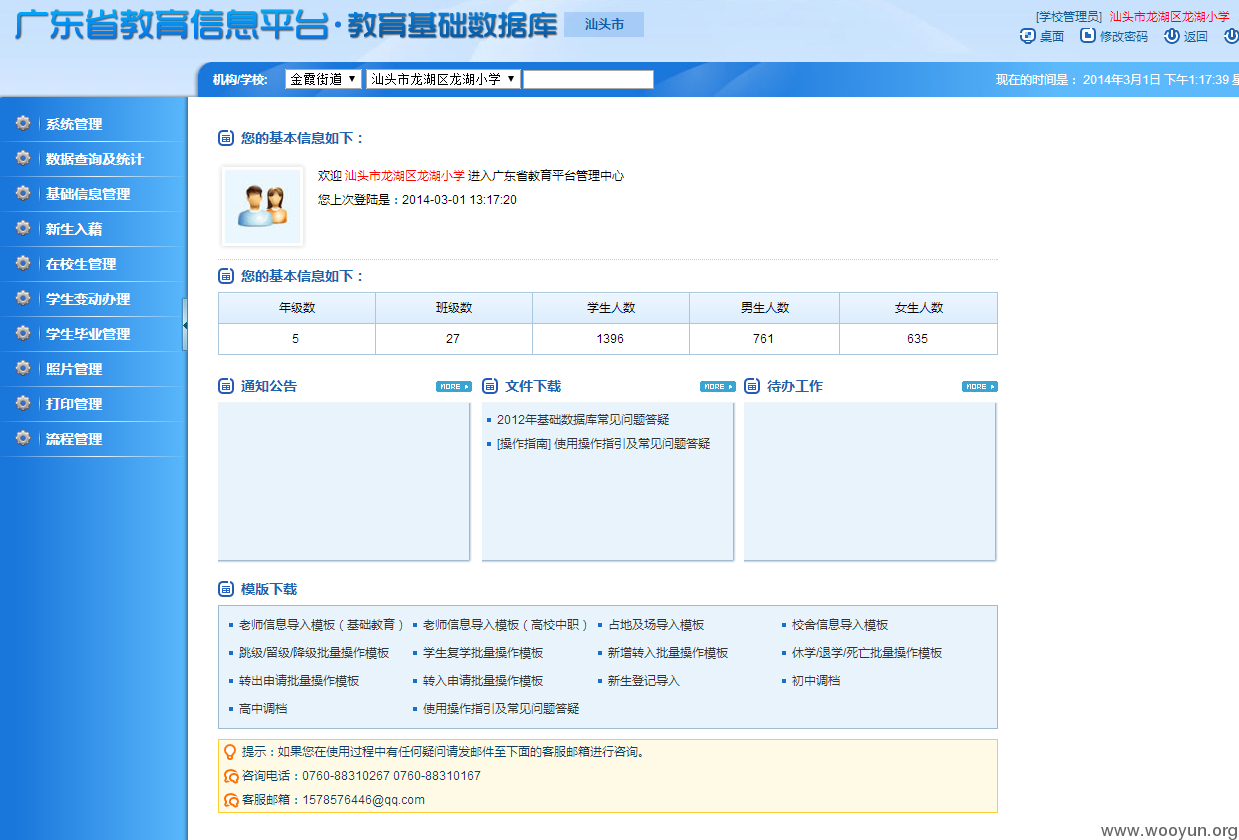 广东省教育信息平台·教育基础数据库 汕头市
[学校管理员] 汕头市龙湖区龙湖小学
桌面 修改密码 返回
机构/学校: 金霞街道 汕头市龙湖区龙湖小学 现在的时间是： 2014年3月1日 下午1:17:39 星
系统管理
数据查询及统计
基础信息管理
新生入籍
在校生管理
学生变动办理
学生毕业管理
照片管理
打印管理
流程管理
您的基本信息如下：
欢迎 汕头市龙湖区龙湖小学 进入广东省教育平台管理中心
您上次登陆是：2014-03-01 13:17:20
您的基本信息如下：
年级数 班级数 学生人数 男生人数 女生人数
5 27 1396 761 635
通知公告 MORE 文件下载 MORE 待办工作 MORE
2012年基础数据库常见问题答疑
[操作指南] 使用操作指引及常见问题答疑
模版下载
老师信息导入模板（基础教育） 老师信息导入模板（高校中职） 占地及场导入模板 校舍信息导入模板
跳级/留级/降级批量操作模板 学生复学批量操作模板 新增转入批量操作模板 休学/退学/死亡批量操作模板
转出申请批量操作模板 转入申请批量操作模板 新生登记导入 初中调档
高中调档 使用操作指引及常见问题答疑
提示：如果您在使用过程中有任何疑问请发邮件至下面的客服邮箱进行咨询。
咨询电话：0760-88310267 0760-88310167
客服邮箱：1578576446@qq.com
www.wooyun.org